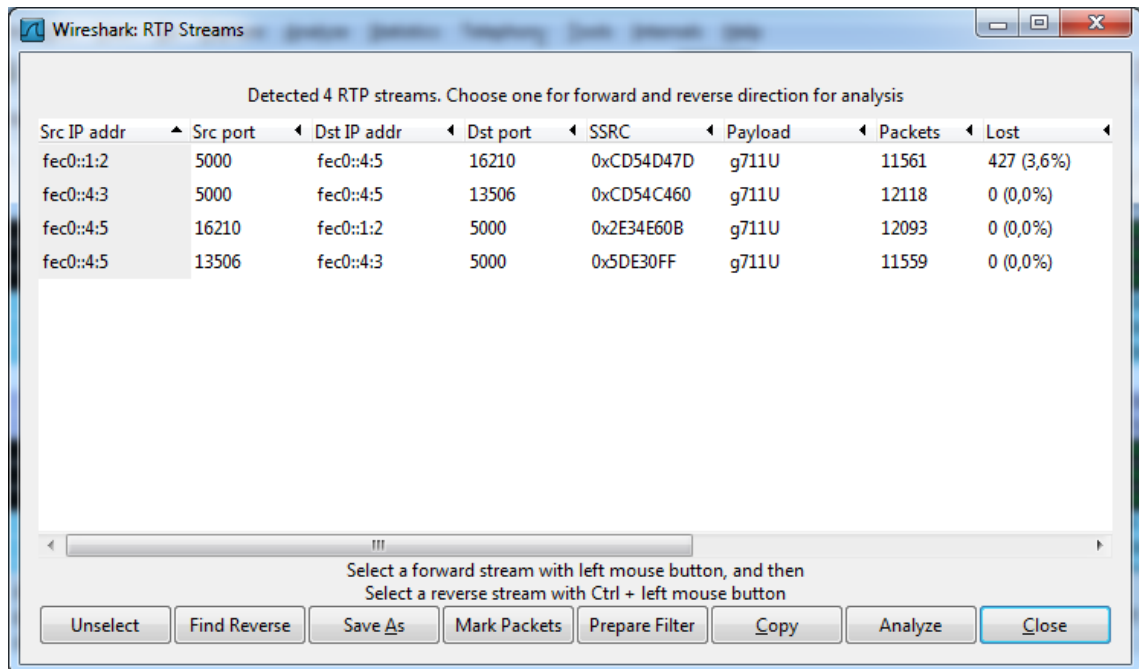 Wireshark: RTP Streams
Detected 4 RTP streams. Choose one for forward and reverse direction for analysis
Src IP addr Src port Dst IP addr Dst port SSRC Payload Packets Lost
fec0::1:2 5000 fec0::4:5 16210 0xCD54D47D g711U 11561 427 (3,6%)
fec0::4:3 5000 fec0::4:5 13506 0xCD54C460 g711U 12118 0 (0,0%)
fec0::4:5 16210 fec0::1:2 5000 0x2E34E60B g711U 12093 0 (0,0%)
fec0::4:5 13506 fec0::4:3 5000 0x5DE30FF g711U 11559 0 (0,0%)
Select a forward stream with left mouse button, and then
Select a reverse stream with Ctrl + left mouse button
Unselect Find Reverse Save As Mark Packets Prepare Filter Copy Analyze Close